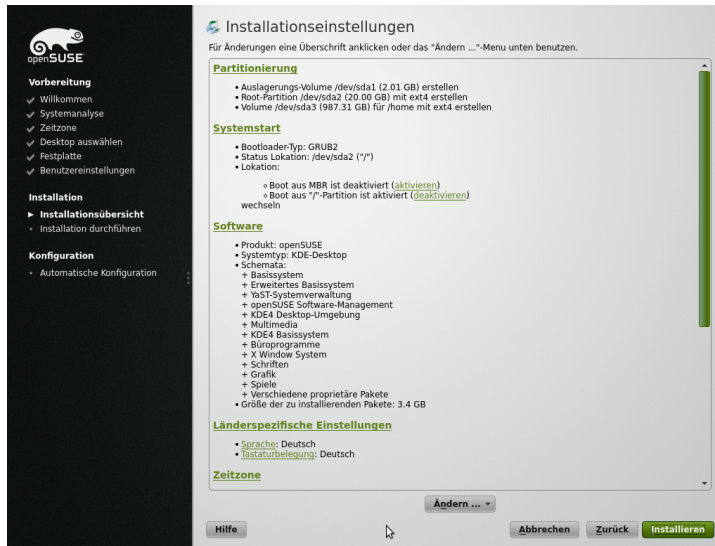 openSUSE
Vorbereitung
Willkommen
Systemanalyse
Zeitzone
Desktop auswählen
Festplatte
Benutzereinstellungen
Installation
Installationsübersicht
Installation durchführen
Konfiguration
Automatische Konfiguration
Installationseinstellungen
Für Änderungen eine Überschrift anklicken oder das "Ändern ..."-Menu unten benutzen.
Partitionierung
• Auslagerungs-Volume /dev/sda1 (2.01 GB) erstellen
• Root-Partition /dev/sda2 (20.00 GB) mit ext4 erstellen
• Volume /dev/sda3 (987.31 GB) für /home mit ext4 erstellen
Systemstart
• Bootloader-Typ: GRUB2
• Status Lokation: /dev/sda2 ("/")
• Lokation:
◦ Boot aus MBR ist deaktiviert (aktivieren)
◦ Boot aus "/"-Partition ist aktiviert (deaktivieren)
wechseln
Software
• Produkt: openSUSE
• Systemtyp: KDE-Desktop
• Schemata:
+ Basissystem
+ Erweitertes Basissystem
+ YaST-Systemverwaltung
+ openSUSE Software-Management
+ KDE4 Desktop-Umgebung
+ Multimedia
+ KDE4 Basissystem
+ Büroprogramme
+ X Window System
+ Schriften
+ Grafik
+ Spiele
+ Verschiedene proprietäre Pakete
• Größe der zu installierenden Pakete: 3.4 GB
Länderspezifische Einstellungen
• Sprache: Deutsch
• Tastaturbelegung: Deutsch
Zeitzone
Ändern ...
Hilfe
Abbrechen
Zurück
Installieren